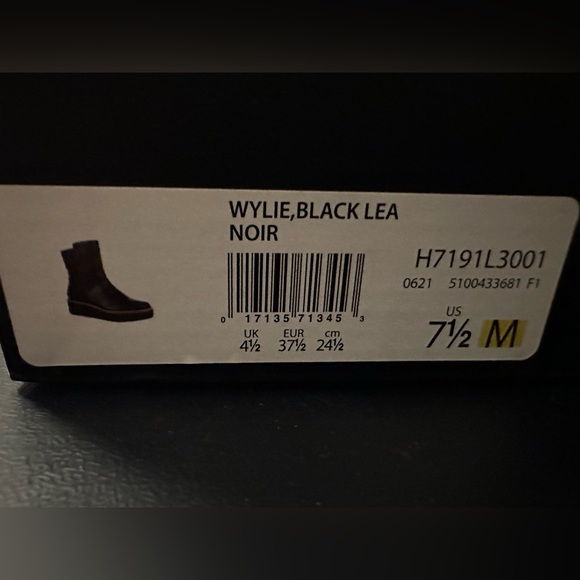 WYLIE,BLACK LEA
NOIR
H7191L3001
0621 5100433681 F1
0 17135 71345 3
UK EUR cm
4½ 37½ 24½
US
7½ M